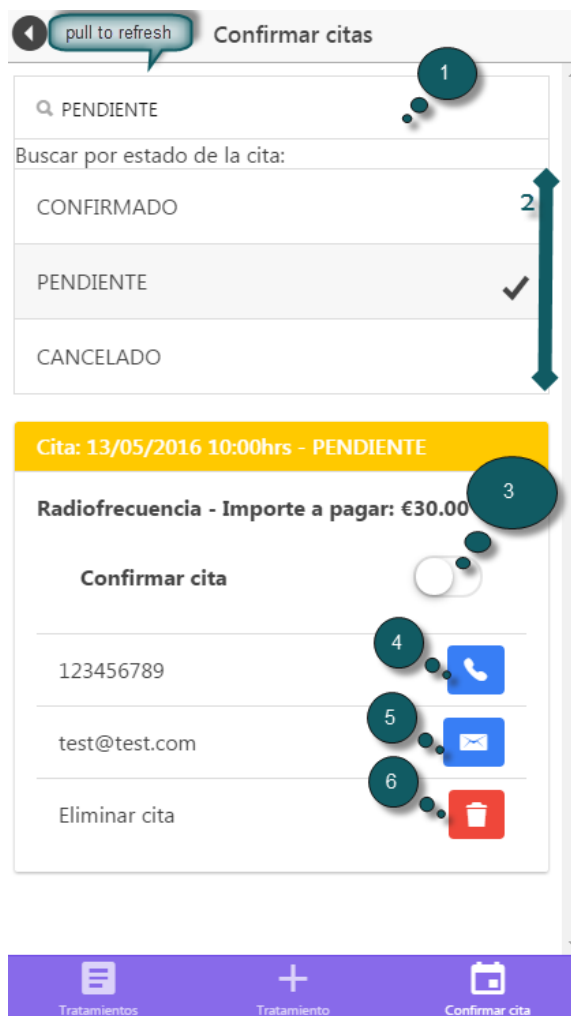 pull to refresh
Confirmar citas
1
PENDIENTE
Buscar por estado de la cita:
CONFIRMADO
2
PENDIENTE
CANCELADO
Cita: 13/05/2016 10:00hrs - PENDIENTE
Radiofrecuencia - Importe a pagar: €30.00
3
Confirmar cita
4
123456789
5
test@test.com
6
Eliminar cita
Tratamientos
Tratamiento
Confirmar cita